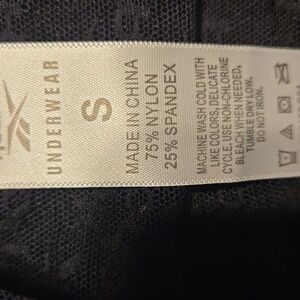 UNDERWEAR
S
MADE IN CHINA
75% NYLON
25% SPANDEX
MACHINE WASH COLD WITH
LIKE COLORS, DELICATE
CYCLE. USE NON-CHLORINE
BLEACH WHEN NEEDED,
TUMBLE DRY LOW.
DO NOT IRON.